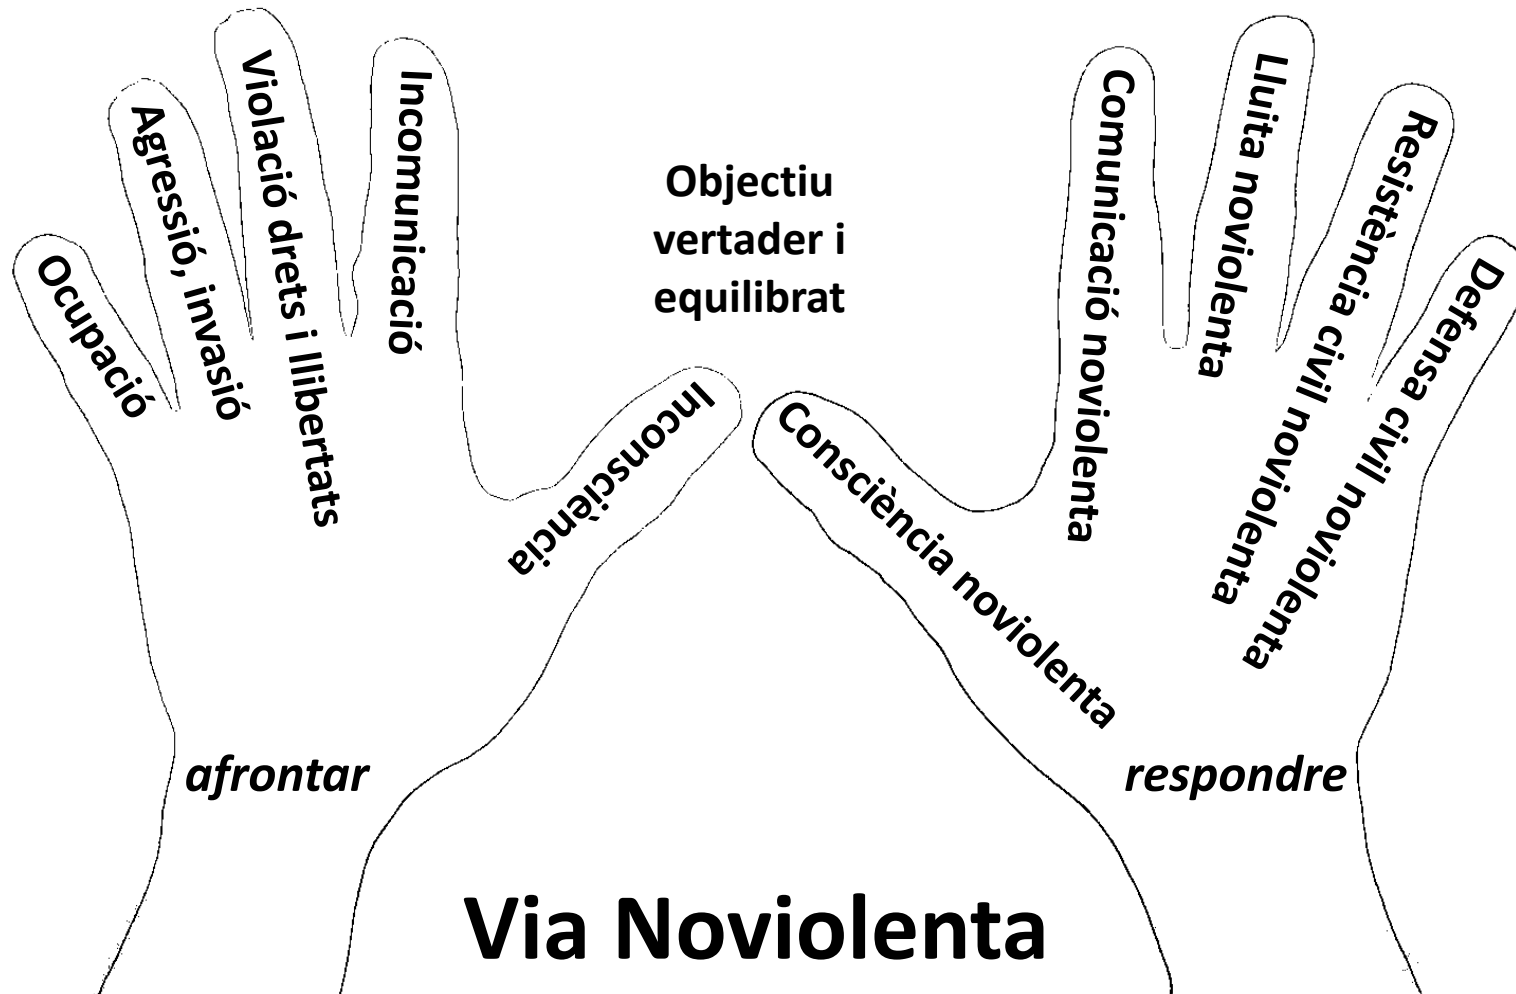 Ocupació
Agressió, invasió
Violació drets i llibertats
Incomunicació
Inconsciència
Objectiu
vertader i
equilibrat
Consciència noviolenta
Comunicació noviolenta
Lluita noviolenta
Resistència civil noviolenta
Defensa civil noviolenta
afrontar
respondre
Via Noviolenta